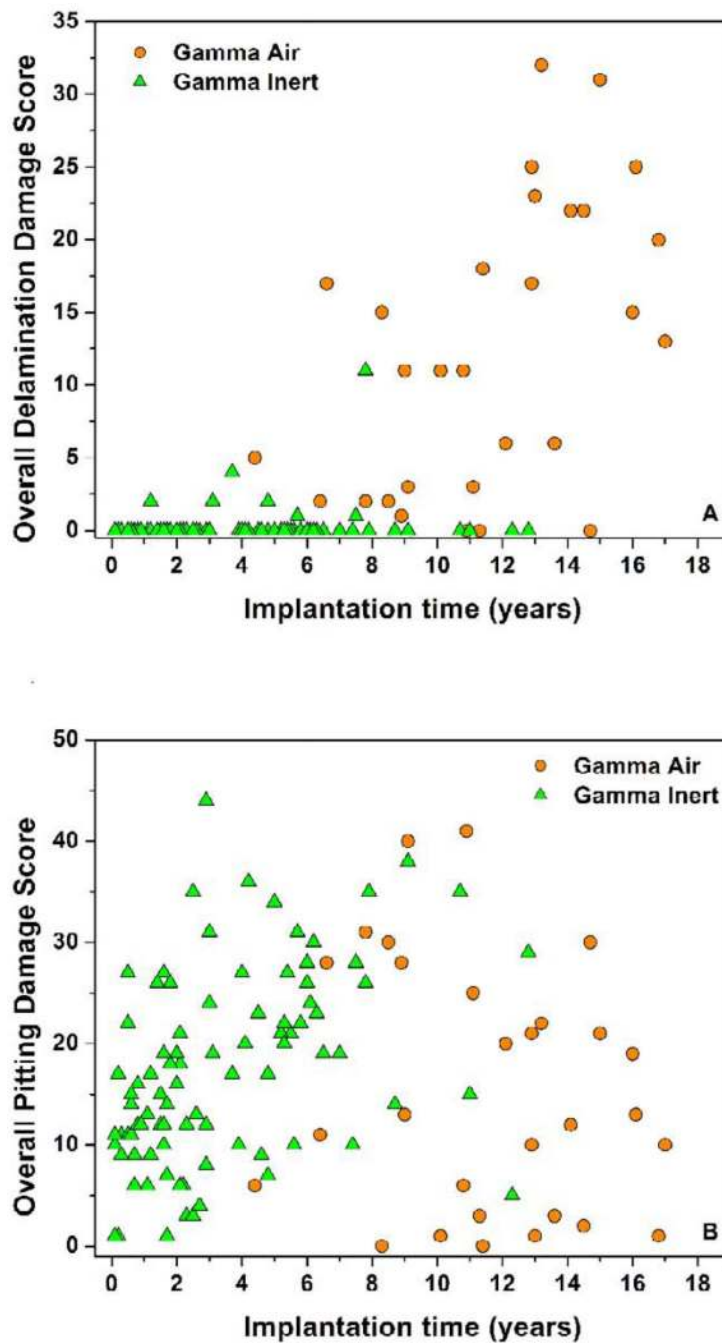 35
30
25
20
15
10
5
0
Overall Delamination Damage Score
Gamma Air
Gamma Inert
A
0 2 4 6 8 10 12 14 16 18
Implantation time (years)
50
40
30
20
10
0
Overall Pitting Damage Score
Gamma Air
Gamma Inert
B
0 2 4 6 8 10 12 14 16 18
Implantation time (years)